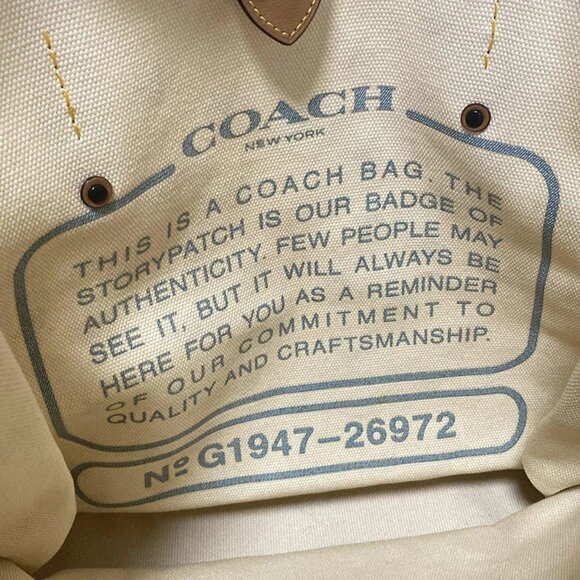 COACH
NEW YORK
THIS IS A COACH BAG. THE
STORYPATCH IS OUR BADGE OF
AUTHENTICITY. FEW PEOPLE MAY
SEE IT, BUT IT WILL ALWAYS BE
HERE FOR YOU AS A REMINDER
OF OUR COMMITMENT TO
QUALITY AND CRAFTSMANSHIP.
Nº G1947-26972